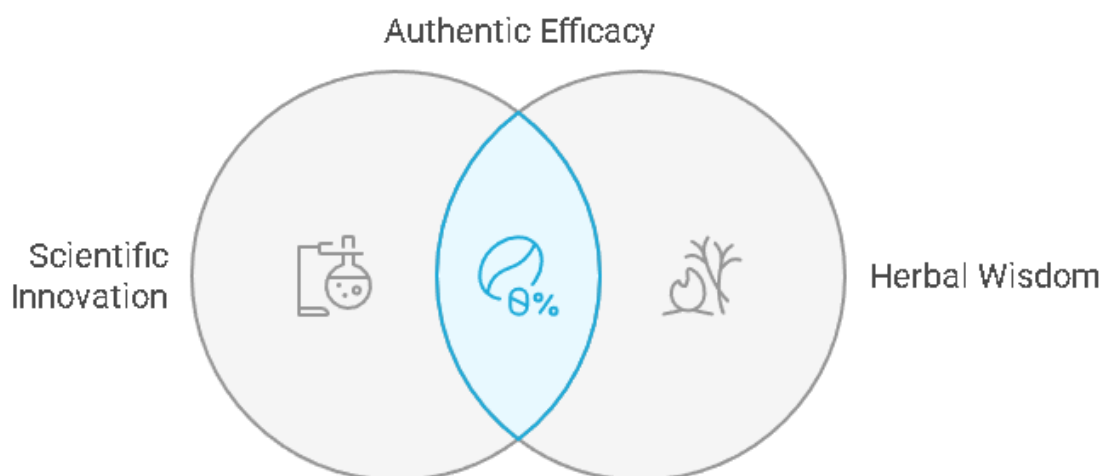 Authentic Efficacy
Scientific
Innovation
0%
Herbal Wisdom